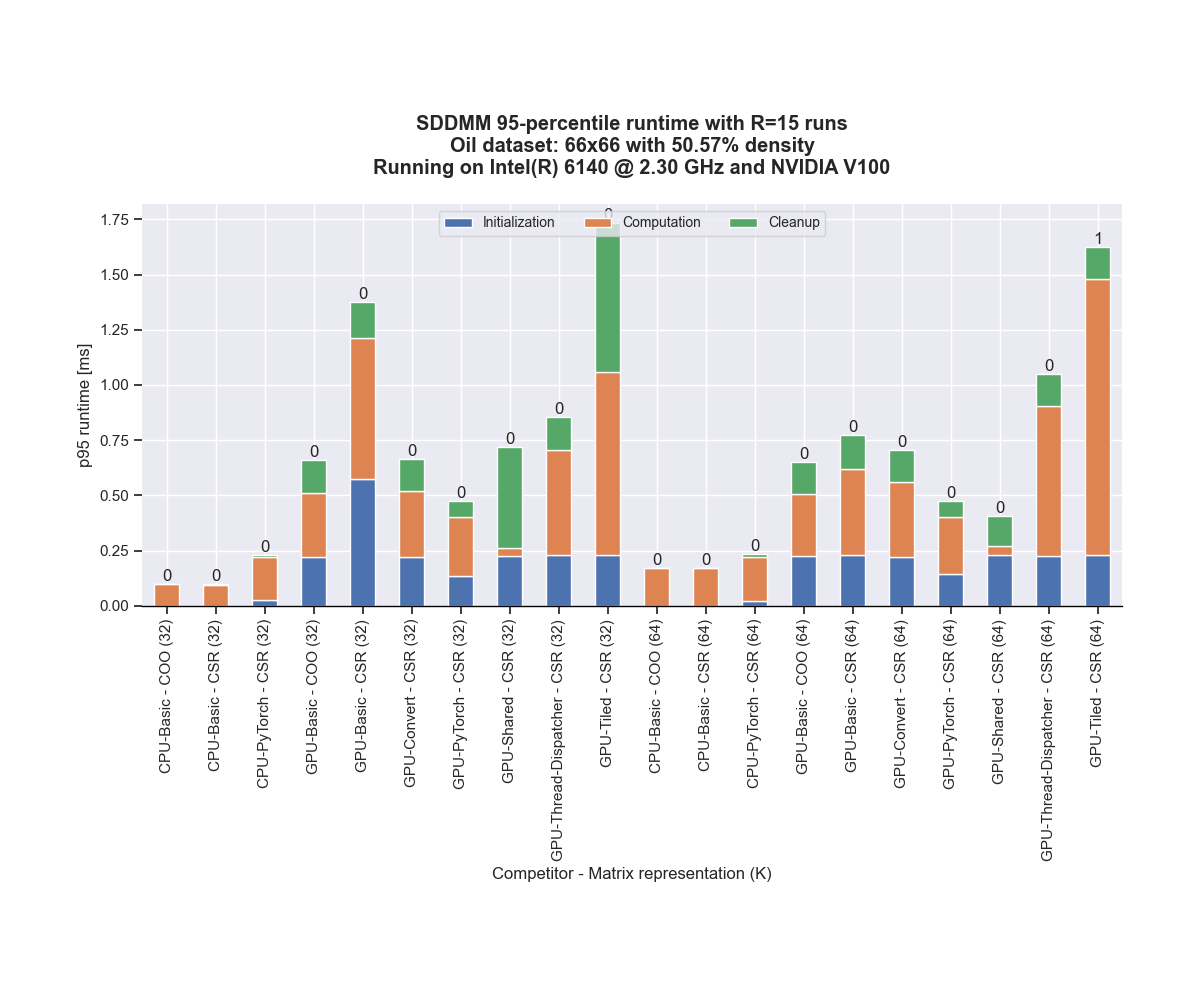 SDDMM 95-percentile runtime with R=15 runs
Oil dataset: 66x66 with 50.57% density
Running on Intel(R) 6140 @ 2.30 GHz and NVIDIA V100
Initialization Computation Cleanup
p95 runtime [ms]
1.75
1.50
1.25
1.00
0.75
0.50
0.25
0.00
0 0 0 0 0 0 0 0 0 0 0 0 0 0 0 0 0 0 0 1
CPU-Basic - COO (32)
CPU-Basic - CSR (32)
CPU-PyTorch - CSR (32)
GPU-Basic - COO (32)
GPU-Basic - CSR (32)
GPU-Convert - CSR (32)
GPU-PyTorch - CSR (32)
GPU-Shared - CSR (32)
GPU-Thread-Dispatcher - CSR (32)
GPU-Tiled - CSR (32)
CPU-Basic - COO (64)
CPU-Basic - CSR (64)
CPU-PyTorch - CSR (64)
GPU-Basic - COO (64)
GPU-Basic - CSR (64)
GPU-Convert - CSR (64)
GPU-PyTorch - CSR (64)
GPU-Shared - CSR (64)
GPU-Thread-Dispatcher - CSR (64)
GPU-Tiled - CSR (64)
Competitor - Matrix representation (K)